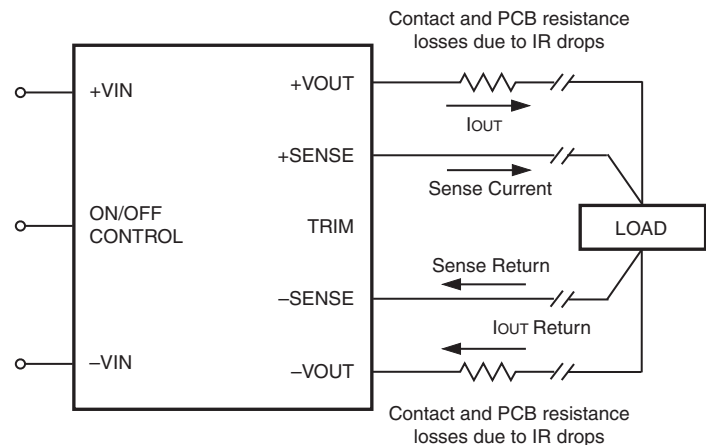 Contact and PCB resistance
losses due to IR drops
+VOUT
+VIN
IOUT
+SENSE
Sense Current
ON/OFF
CONTROL
TRIM
LOAD
Sense Return
–SENSE
IOUT Return
–VIN
–VOUT
Contact and PCB resistance
losses due to IR drops